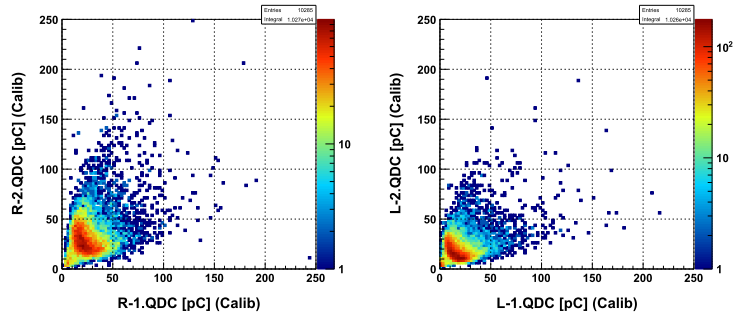 Entries 10285
Integral 1.027e+04
R-2.QDC [pC] (Calib)
250
200
150
100
50
0
0 50 100 150 200 250
10
1
R-1.QDC [pC] (Calib)
Entries 10285
Integral 1.026e+04
L-2.QDC [pC] (Calib)
250
200
150
100
50
0
0 50 100 150 200 250
10²
10
1
L-1.QDC [pC] (Calib)